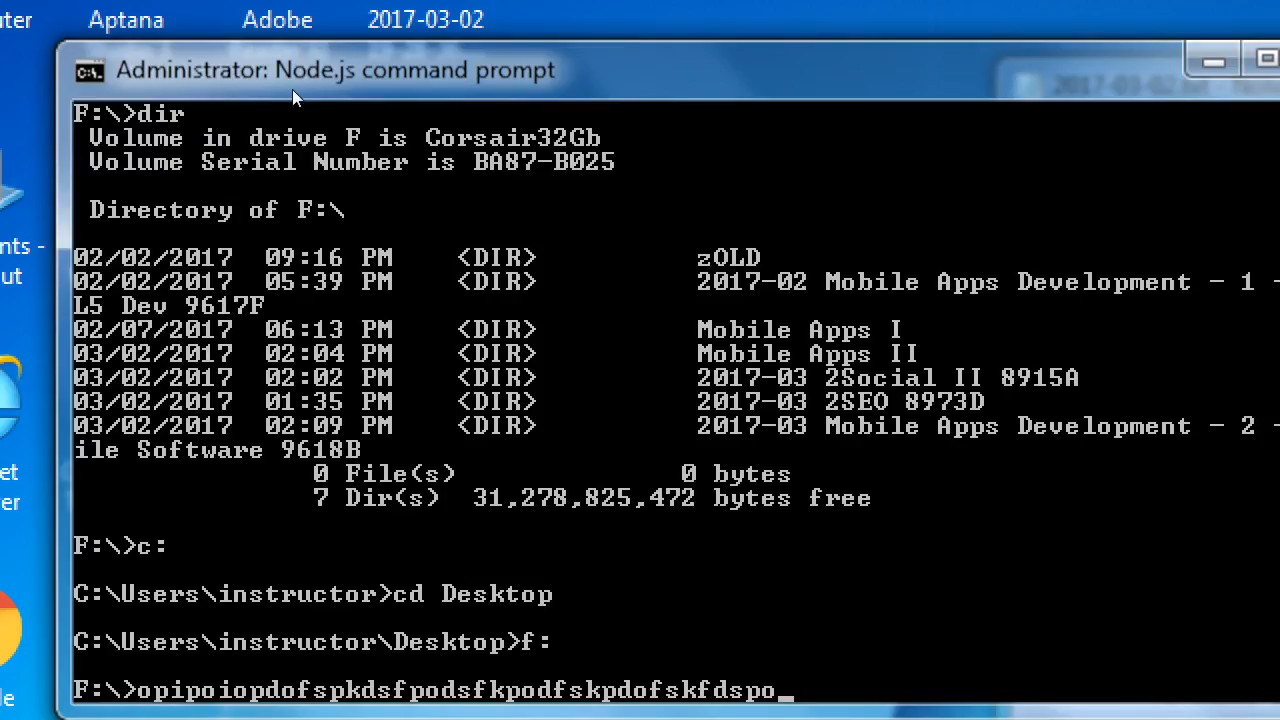 uter Aptana Adobe 2017-03-02
Administrator: Node.js command prompt
F:\>dir
Volume in drive F is Corsair32Gb
Volume Serial Number is BA87-B025
Directory of F:\
02/02/2017 09:16 PM <DIR> zOLD
02/02/2017 05:39 PM <DIR> 2017-02 Mobile Apps Development - 1 -
L5 Dev 9617F
02/07/2017 06:13 PM <DIR> Mobile Apps I
03/02/2017 02:04 PM <DIR> Mobile Apps II
03/02/2017 02:02 PM <DIR> 2017-03 2Social II 8915A
03/02/2017 01:35 PM <DIR> 2017-03 2SEO 8973D
03/02/2017 02:09 PM <DIR> 2017-03 Mobile Apps Development - 2 -
ile Software 9618B
0 File(s) 0 bytes
7 Dir(s) 31,278,825,472 bytes free
F:\>c:
C:\Users\instructor>cd Desktop
C:\Users\instructor\Desktop>f:
F:\>opipoiopdofspkdsfpodsfkpodfskpdofskfdspo_
nts -
ut
et
er
le